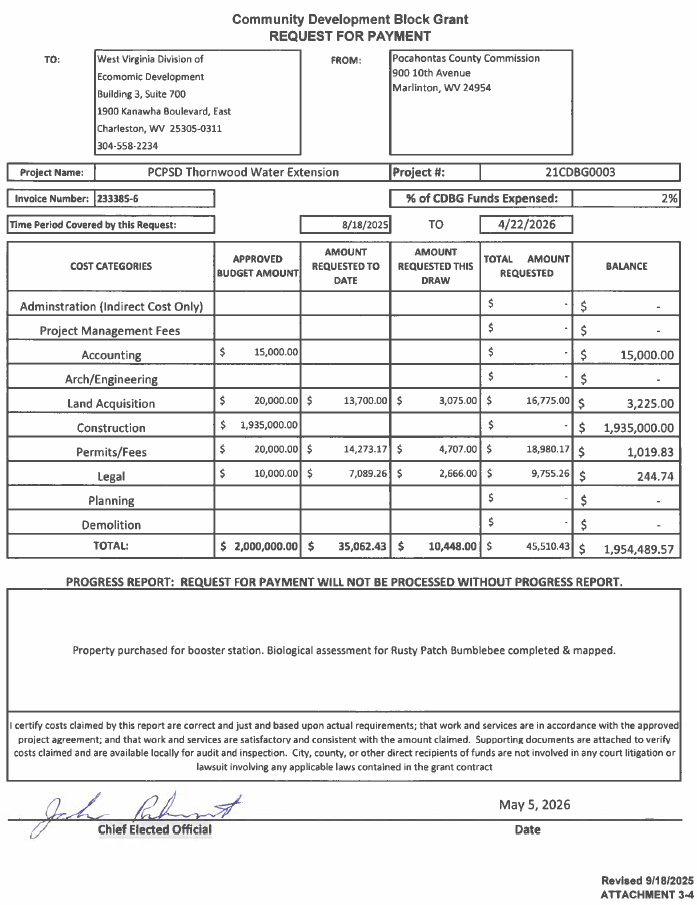 Community Development Block Grant
REQUEST FOR PAYMENT
TO:
West Virginia Division of
Economic Development
Building 3, Suite 700
1900 Kanawha Boulevard, East
Charleston, WV 25305-0311
304-558-2234
FROM:
Pocahontas County Commission
900 10th Avenue
Marlinton, WV 24954
Project Name: PCPSD Thornwood Water Extension Project #: 21CDBG0003
Invoice Number: 233385-6 % of CDBG Funds Expensed: 2%
Time Period Covered by this Request: 8/18/2025 TO 4/22/2026
COST CATEGORIES APPROVED BUDGET AMOUNT AMOUNT REQUESTED TO DATE AMOUNT REQUESTED THIS DRAW TOTAL AMOUNT REQUESTED BALANCE
Adminstration (Indirect Cost Only) $ - $ -
Project Management Fees $ - $ -
Accounting $ 15,000.00 $ - $ 15,000.00
Arch/Engineering $ - $ -
Land Acquisition $ 20,000.00 $ 13,700.00 $ 3,075.00 $ 16,775.00 $ 3,225.00
Construction $ 1,935,000.00 $ - $ 1,935,000.00
Permits/Fees $ 20,000.00 $ 14,273.17 $ 4,707.00 $ 18,980.17 $ 1,019.83
Legal $ 10,000.00 $ 7,089.26 $ 2,666.00 $ 9,755.26 $ 244.74
Planning $ - $ -
Demolition $ - $ -
TOTAL: $ 2,000,000.00 $ 35,062.43 $ 10,448.00 $ 45,510.43 $ 1,954,489.57
PROGRESS REPORT: REQUEST FOR PAYMENT WILL NOT BE PROCESSED WITHOUT PROGRESS REPORT.
Property purchased for booster station. Biological assessment for Rusty Patch Bumblebee completed & mapped.
I certify costs claimed by this report are correct and just and based upon actual requirements; that work and services are in accordance with the approved
project agreement; and that work and services are satisfactory and consistent with the amount claimed. Supporting documents are attached to verify
costs claimed and are available locally for audit and inspection. City, county, or other direct recipients of funds are not involved in any court litigation or
lawsuit involving any applicable laws contained in the grant contract
May 5, 2026
Chief Elected Official
Date
Revised 9/18/2025
ATTACHMENT 3-4